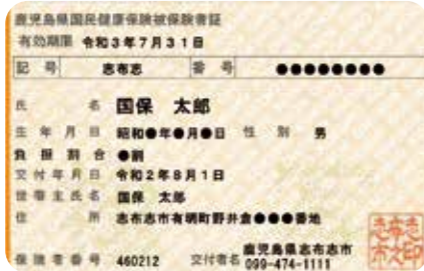 鹿児島県国民健康保険被保険者証
有効期限 令和3年7月31日
記号 志布志 番号 ●●●●●●●●
氏名 国保 太郎
生年月日 昭和●年●月●日 性別 男
負担割合 ●割
交付年月日 令和2年8月1日
世帯主氏名 国保 太郎
住所 志布志市有明町野井倉●●●番地
保険者番号 460212 交付者名 鹿児島県志布志市
099-474-1111